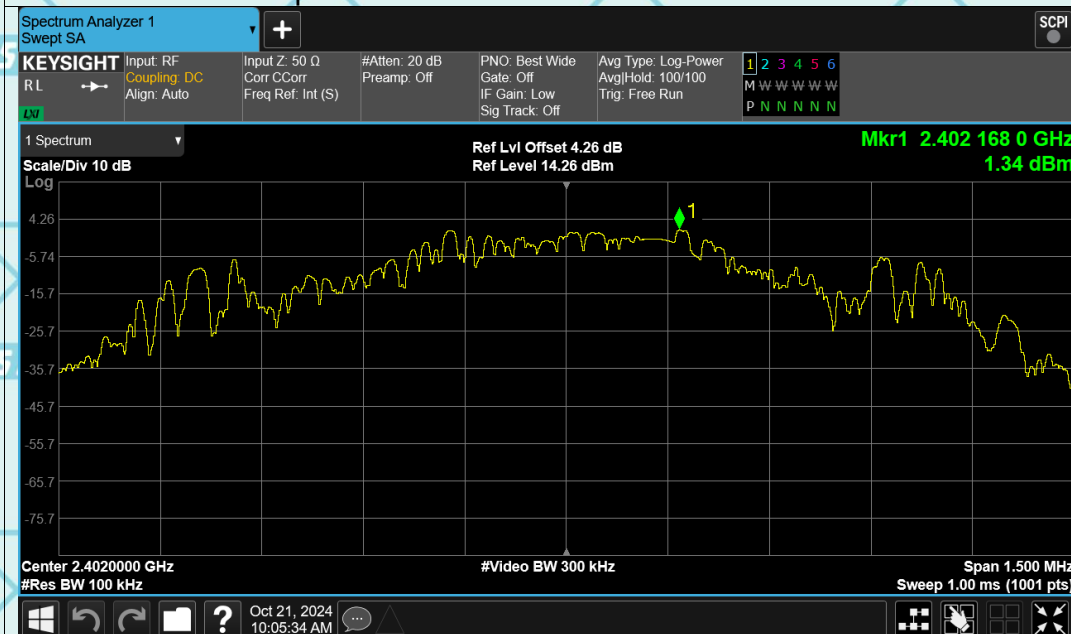 Spectrum Analyzer 1
Swept SA
+
SCPI
KEYSIGHT
RL
LXI
Input: RF
Coupling: DC
Align: Auto
Input Z: 50 Ω
Corr CCorr
Freq Ref: Int (S)
#Atten: 20 dB
Preamp: Off
PNO: Best Wide
Gate: Off
IF Gain: Low
Sig Track: Off
Avg Type: Log-Power
Avg|Hold: 100/100
Trig: Free Run
1 2 3 4 5 6
M W W W W W
P N N N N N
1 Spectrum
Scale/Div 10 dB
Log
Ref Lvl Offset 4.26 dB
Ref Level 14.26 dBm
Mkr1 2.402 168 0 GHz
1.34 dBm
1
4.26
-5.74
-15.7
-25.7
-35.7
-45.7
-55.7
-65.7
-75.7
Center 2.4020000 GHz
#Res BW 100 kHz
#Video BW 300 kHz
Span 1.500 MHz
Sweep 1.00 ms (1001 pts)
?
Oct 21, 2024
10:05:34 AM